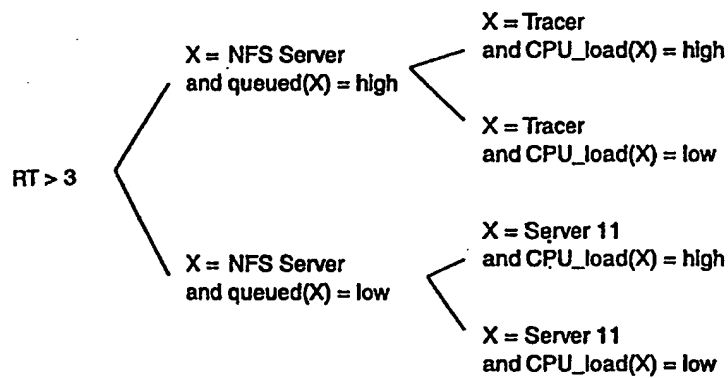 X = Tracer
and CPU_load(X) = high
X = NFS Server
and queued(X) = high
X = Tracer
and CPU_load(X) = low
RT > 3
X = Server 11
and CPU_load(X) = high
X = NFS Server
and queued(X) = low
X = Server 11
and CPU_load(X) = low